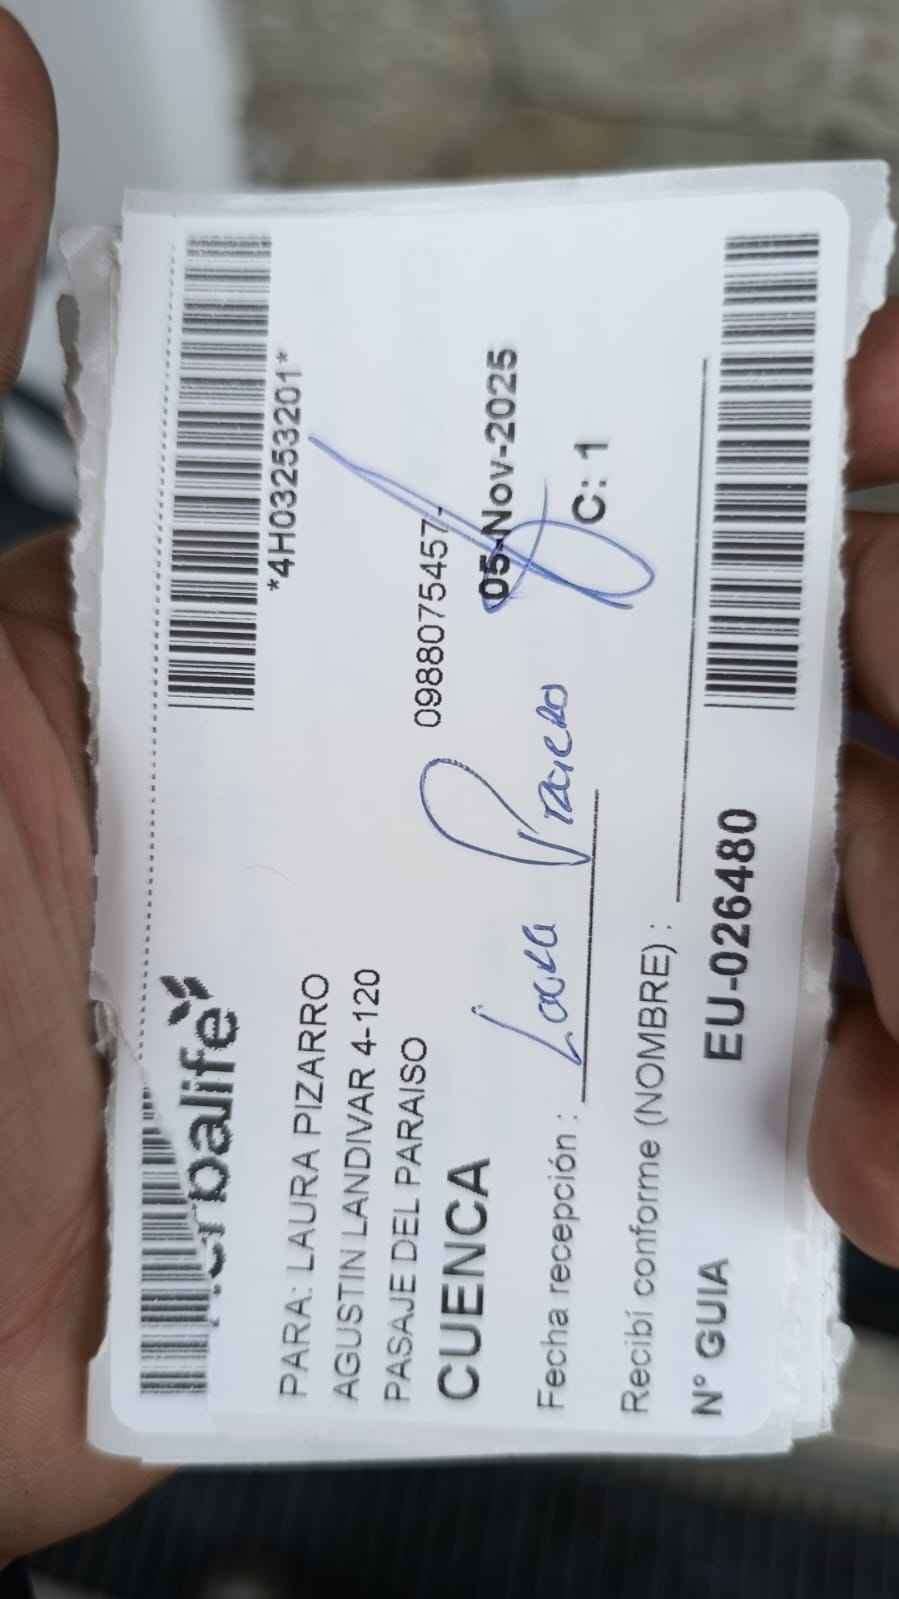 *4H03253201*
erbalife
PARA: LAURA PIZARRO
AGUSTIN LANDIVAR 4-120
PASAJE DEL PARAISO
0988075457-
CUENCA
05-Nov-2025
Fecha recepción : Laura Pizarro
C: 1
Recibí conforme (NOMBRE) :
N° GUIA EU-026480